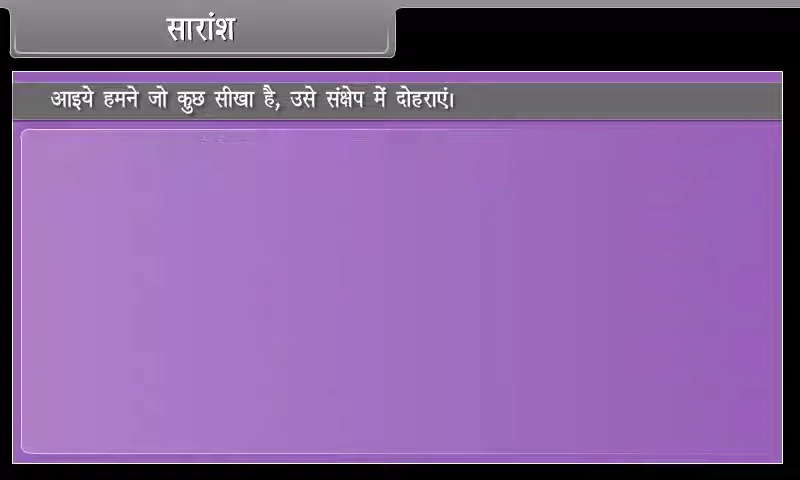 सारांश
आइये हमने जो कुछ सीखा है, उसे संक्षेप में दोहराएं।